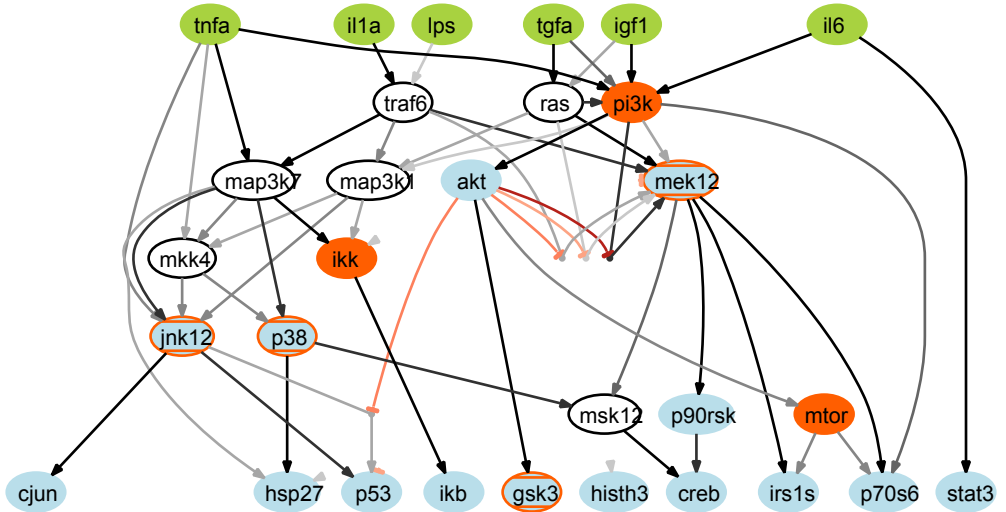 tnfa il1a lps tgfa igf1 il6
traf6 ras pi3k
map3k7 map3k1 akt mek12
mkk4 ikk
jnk12 p38
msk12 p90rsk mtor
cjun hsp27 p53 ikb gsk3 histh3 creb irs1s p70s6 stat3